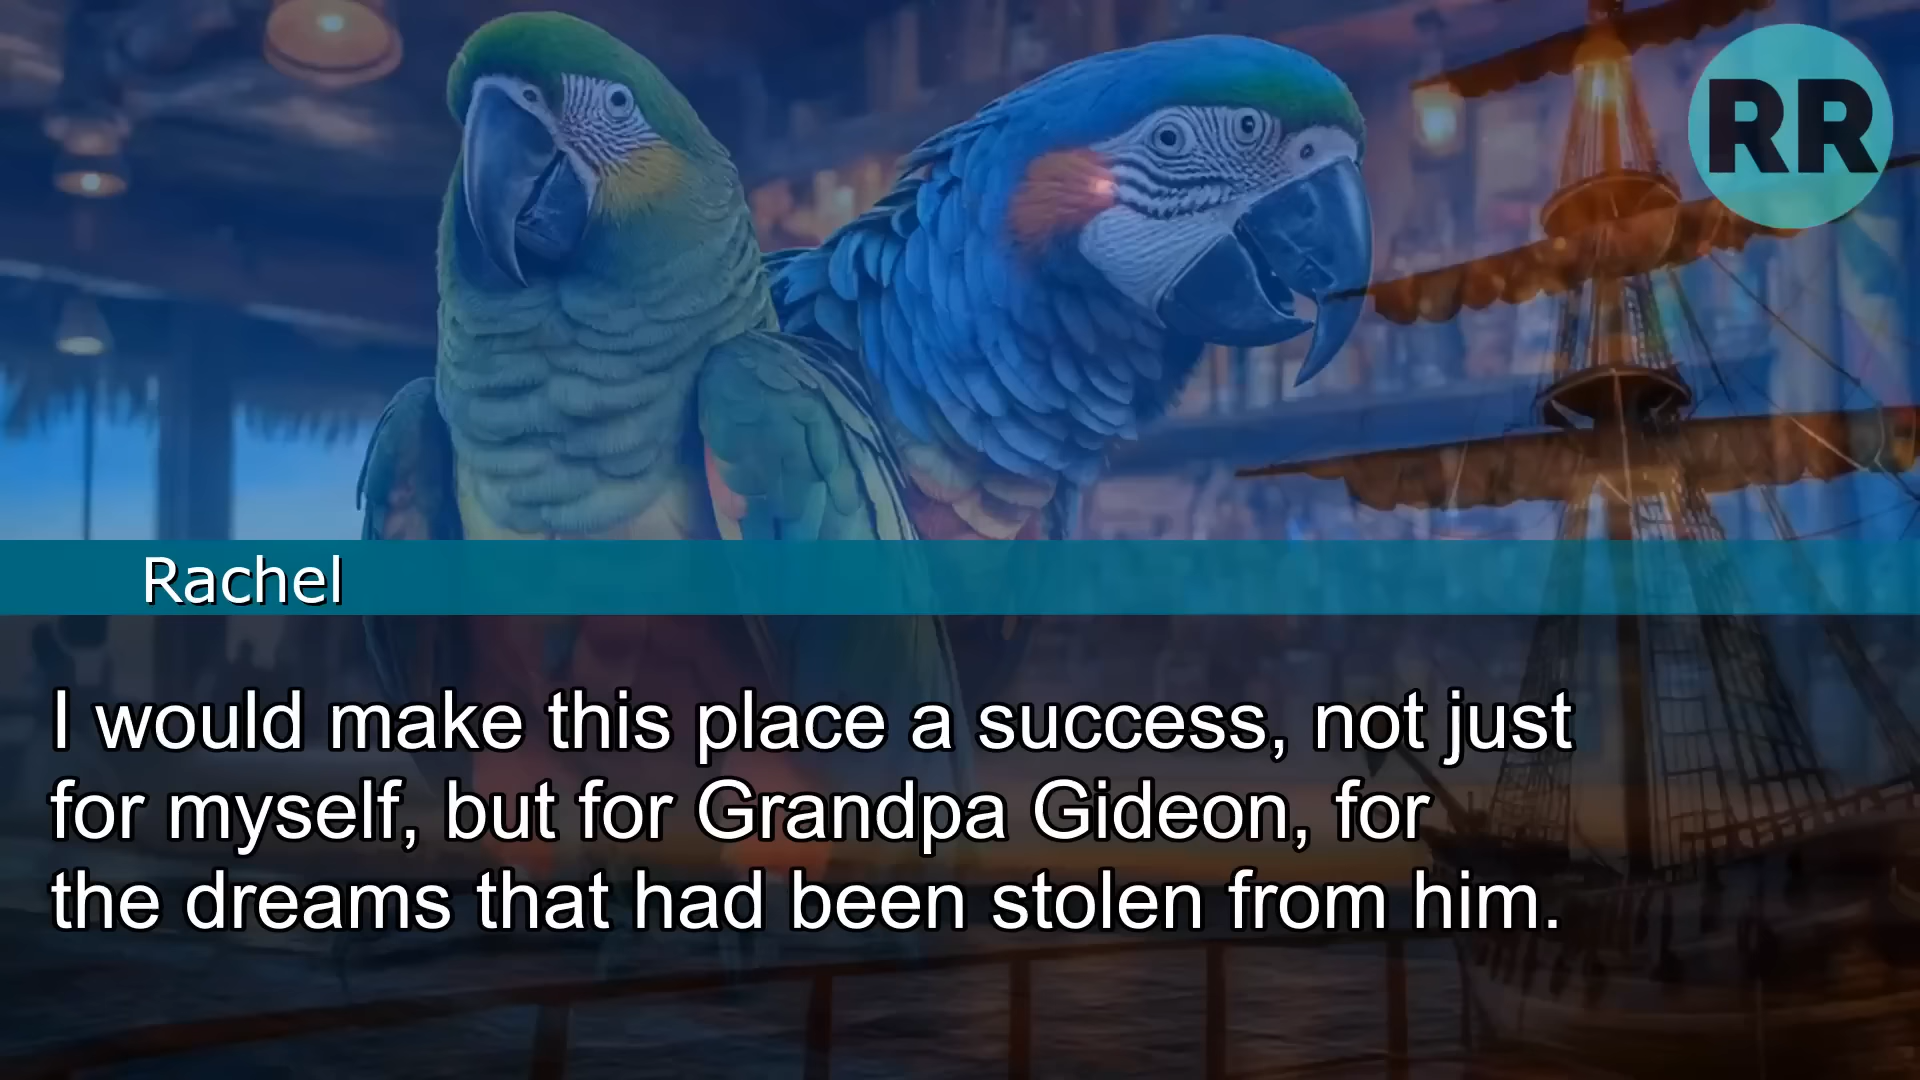 RR
Rachel
I would make this place a success, not just
for myself, but for Grandpa Gideon, for
the dreams that had been stolen from him.